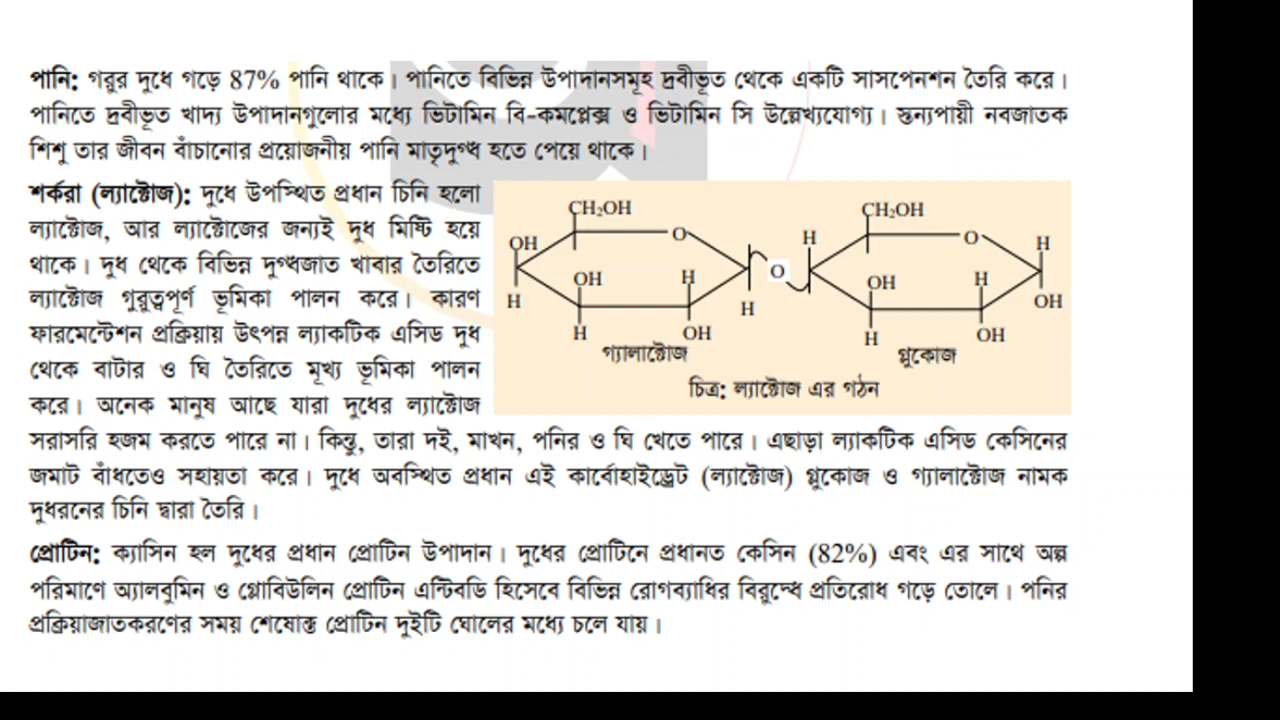 পানি: গরুর দুধে গড়ে 87% পানি থাকে। পানিতে বিভিন্ন উপাদানসমূহ দ্রবীভূত থেকে একটি সাসপেনশন তৈরি করে।
পানিতে দ্রবীভূত খাদ্য উপাদানগুলোর মধ্যে ভিটামিন বি-কমপ্লেক্স ও ভিটামিন সি উল্লেখ্যযোগ্য। স্তন্যপায়ী নবজাতক
শিশু তার জীবন বাঁচানোর প্রয়োজনীয় পানি মাতৃদুগ্ধ হতে পেয়ে থাকে।
শর্করা (ল্যাক্টোজ): দুধে উপস্থিত প্রধান চিনি হলো
ল্যাক্টোজ, আর ল্যাক্টোজের জন্যই দুধ মিষ্টি হয়ে
থাকে। দুধ থেকে বিভিন্ন দুগ্ধজাত খাবার তৈরিতে
ল্যাক্টোজ গুরুত্বপূর্ণ ভূমিকা পালন করে। কারণ
ফারমেন্টেশন প্রক্রিয়ায় উৎপন্ন ল্যাকটিক এসিড দুধ
থেকে বাটার ও ঘি তৈরিতে মূখ্য ভূমিকা পালন
করে। অনেক মানুষ আছে যারা দুধের ল্যাক্টোজ
CH₂OH
CH₂OH
O
O
OH
H
H
O
OH
H
OH
H
H
H
OH
H
OH
H
OH
গ্যালাক্টোজ
গ্লুকোজ
চিত্র: ল্যাক্টোজ এর গঠন
সরাসরি হজম করতে পারে না। কিন্তু, তারা দই, মাখন, পনির ও ঘি খেতে পারে। এছাড়া ল্যাকটিক এসিড কেসিনের
জমাট বাঁধতেও সহায়তা করে। দুধে অবস্থিত প্রধান এই কার্বোহাইড্রেট (ল্যাক্টোজ) গ্লুকোজ ও গ্যালাক্টোজ নামক
দুধরনের চিনি দ্বারা তৈরি।
প্রোটিন: ক্যাসিন হল দুধের প্রধান প্রোটিন উপাদান। দুধের প্রোটিনে প্রধানত কেসিন (82%) এবং এর সাথে অল্প
পরিমাণে অ্যালবুমিন ও গ্লোবিউলিন প্রোটিন এন্টিবডি হিসেবে বিভিন্ন রোগব্যাধির বিরুদ্ধে প্রতিরোধ গড়ে তোলে। পনির
প্রক্রিয়াজাতকরণের সময় শেষোক্ত প্রোটিন দুইটি ঘোলের মধ্যে চলে যায়।